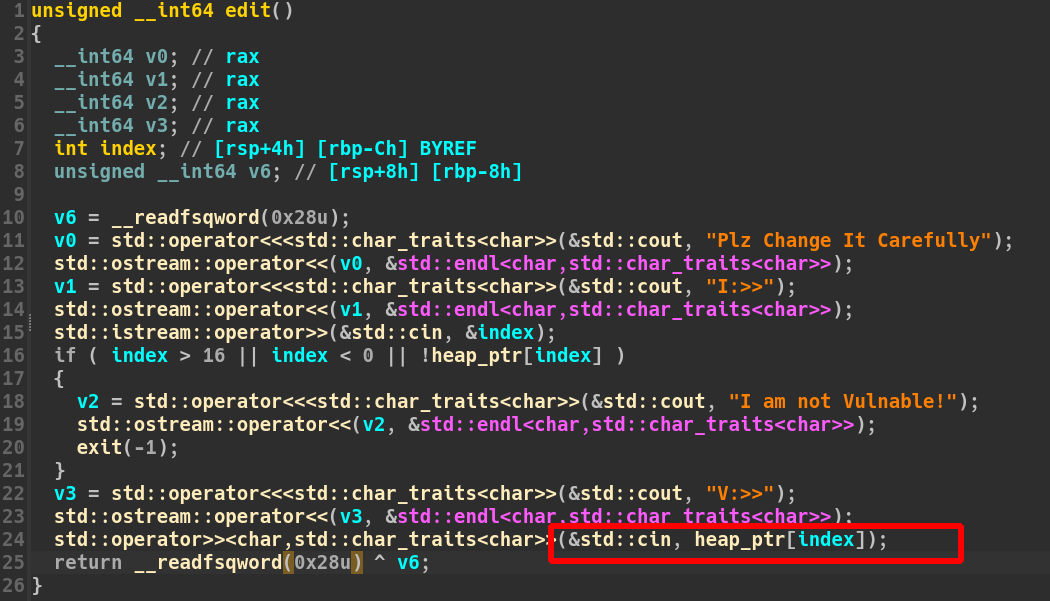 1 unsigned __int64 edit()
2 {
3 __int64 v0; // rax
4 __int64 v1; // rax
5 __int64 v2; // rax
6 __int64 v3; // rax
7 int index; // [rsp+4h] [rbp-Ch] BYREF
8 unsigned __int64 v6; // [rsp+8h] [rbp-8h]
9
10 v6 = __readfsqword(0x28u);
11 v0 = std::operator<<<std::char_traits<char>>(&std::cout, "Plz Change It Carefully");
12 std::ostream::operator<<(v0, &std::endl<char,std::char_traits<char>>);
13 v1 = std::operator<<<std::char_traits<char>>(&std::cout, "I:>>");
14 std::ostream::operator<<(v1, &std::endl<char,std::char_traits<char>>);
15 std::istream::operator>>(&std::cin, &index);
16 if ( index > 16 || index < 0 || !heap_ptr[index] )
17 {
18 v2 = std::operator<<<std::char_traits<char>>(&std::cout, "I am not Vulnable!");
19 std::ostream::operator<<(v2, &std::endl<char,std::char_traits<char>>);
20 exit(-1);
21 }
22 v3 = std::operator<<<std::char_traits<char>>(&std::cout, "V:>>");
23 std::ostream::operator<<(v3, &std::endl<char,std::char_traits<char>>);
24 std::operator>><char,std::char_traits<char>>(&std::cin, heap_ptr[index]);
25 return __readfsqword(0x28u) ^ v6;
26 }